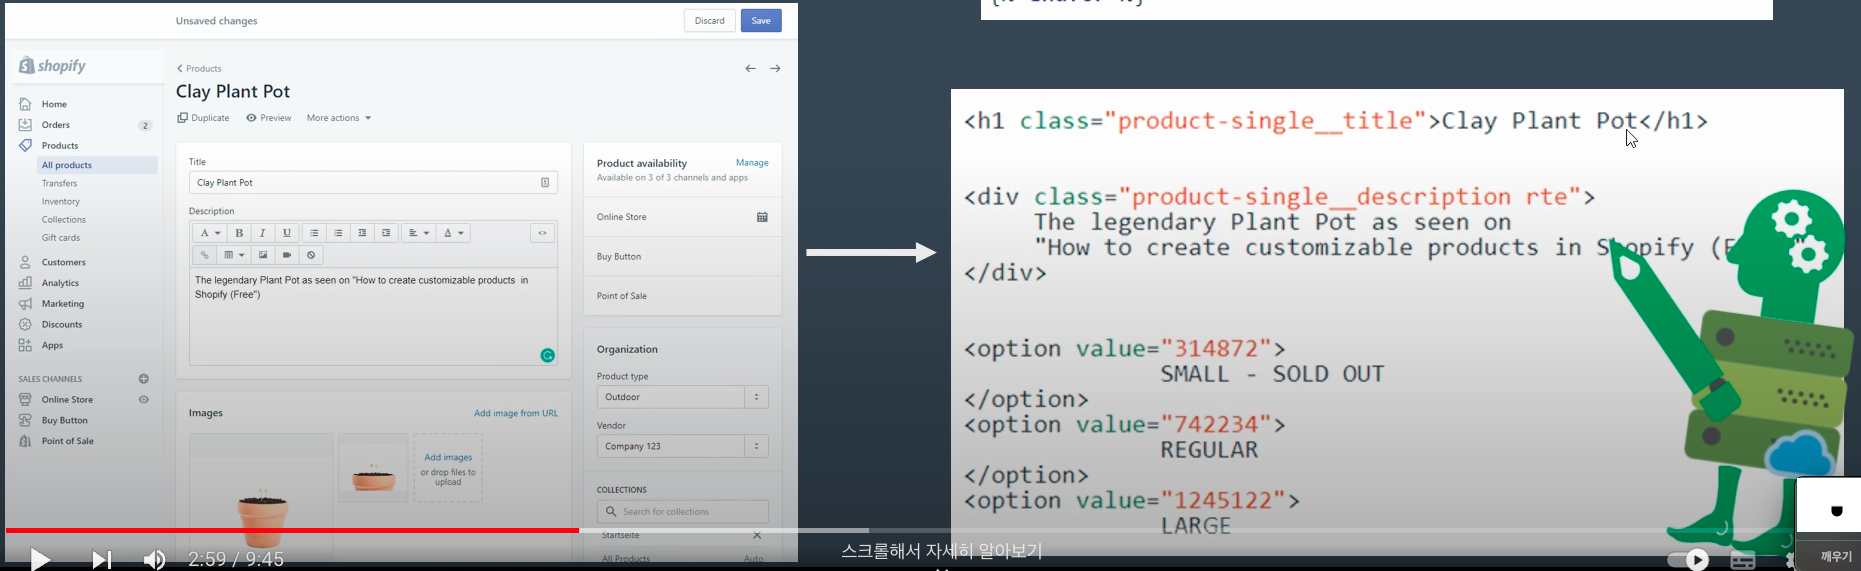 Unsaved changes
Discard
Save
shopify
Home
Orders
2
Products
All products
Transfers
Inventory
Collections
Gift cards
Customers
Analytics
Marketing
Discounts
Apps
SALES CHANNELS
Online Store
Buy Button
Point of Sale
Products
Clay Plant Pot
Duplicate
Preview
More actions
Title
Clay Plant Pot
Description
A
B
I
U
A
<>
The legendary Plant Pot as seen on "How to create customizable products in
Shopify (Free")
Images
Add image from URL
Add images
or drop files to
upload
Product availability
Manage
Available on 3 of 3 channels and apps
Online Store
Buy Button
Point of Sale
Organization
Product type
Outdoor
Vendor
Company 123
COLLECTIONS
Search for collections
Startseite
All Products
Auto
<h1 class="product-single__title">Clay Plant Pot</h1>
<div class="product-single__description rte">
The legendary Plant Pot as seen on
"How to create customizable products in Shopify (F
</div>
<option value="314872">
SMALL - SOLD OUT
</option>
<option value="742234">
REGULAR
</option>
<option value="1245122">
LARGE
2:59 / 9:45
스크롤해서 자세히 알아보기
깨우기